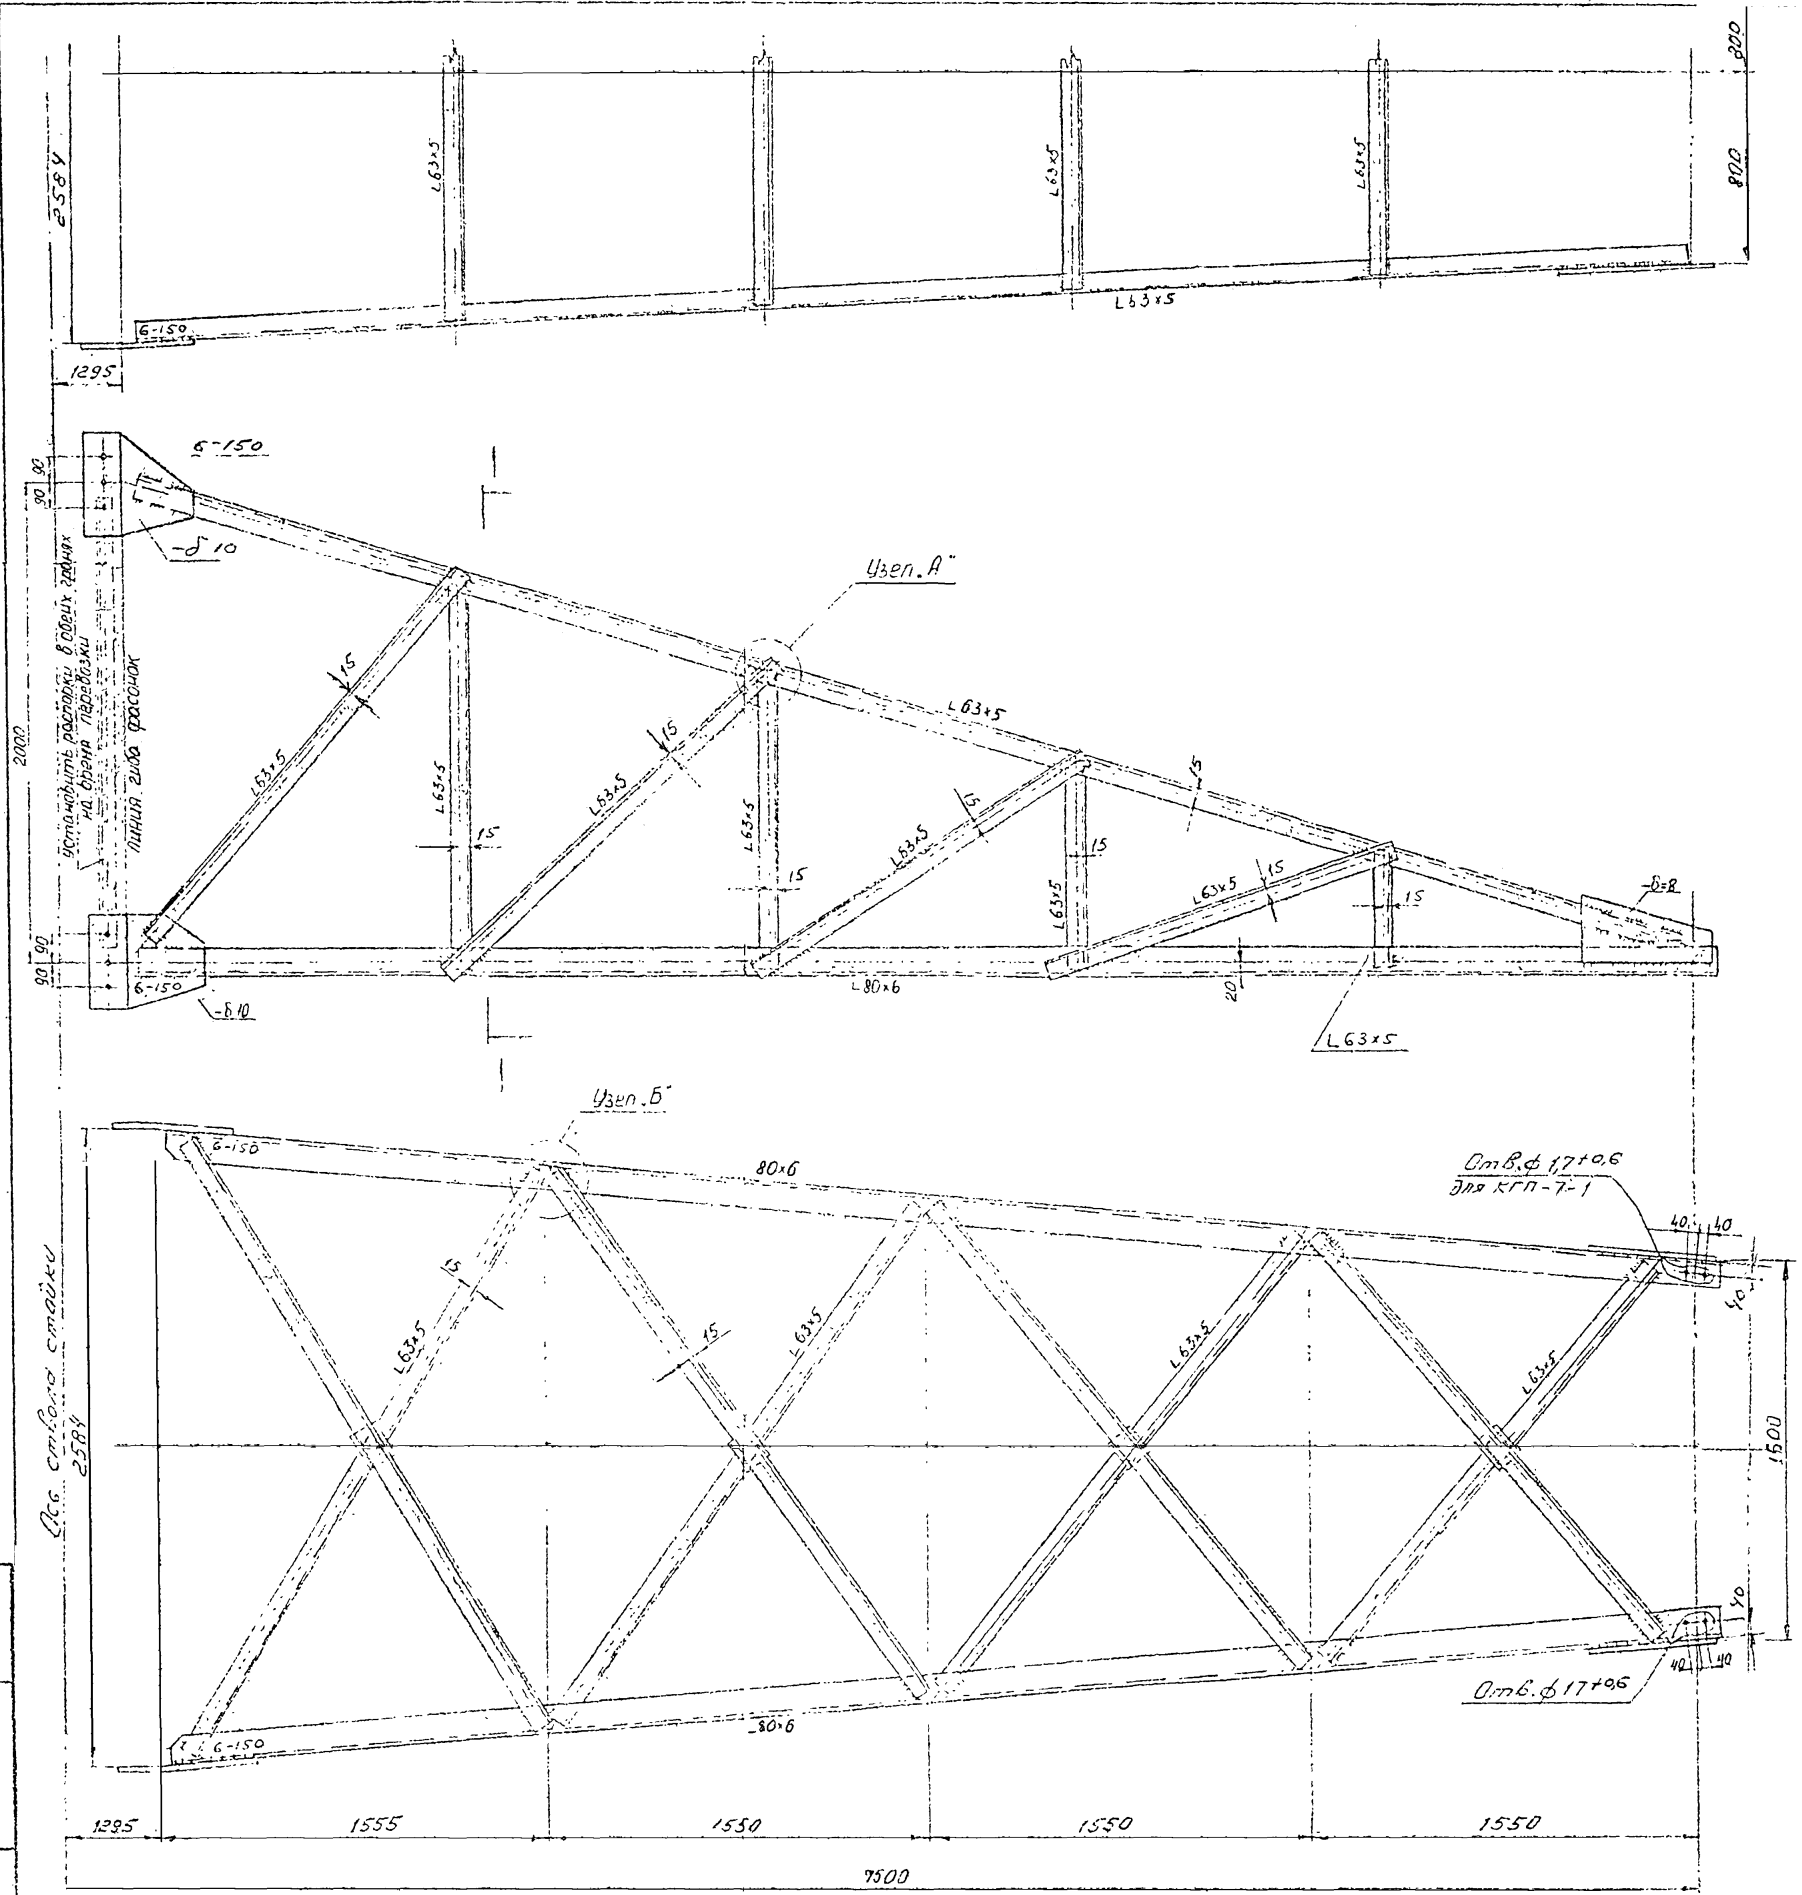 800
L63×5
L63×5
L63×5
2584
800
L63×5
6-150
1295
6-150
90
90
-δ 10
Узел „А"
Установить распорки в обеих гранях
на время перевозки
линия гиба фасонок
2000
15
L63×5
L63×5
15
L63×5
15
L63×5
15
L63×5
15
L63×5
15
L63×5
15
15
L63×5
15
-δ=8
90
90
6-150
-δ10
L80×6
20
L63×5
Узел „Б"
6-150
80×6
Отв. ф 17+0,6
для КГП-7-1
40
40
40
15
L63×5
15
L63×5
L63×5
L63×5
Ось ствола стойки
2584
1500
40
40
40
Отв. ф 17+0,6
6-150
80×6
1295
1555
1550
1550
1550
7500